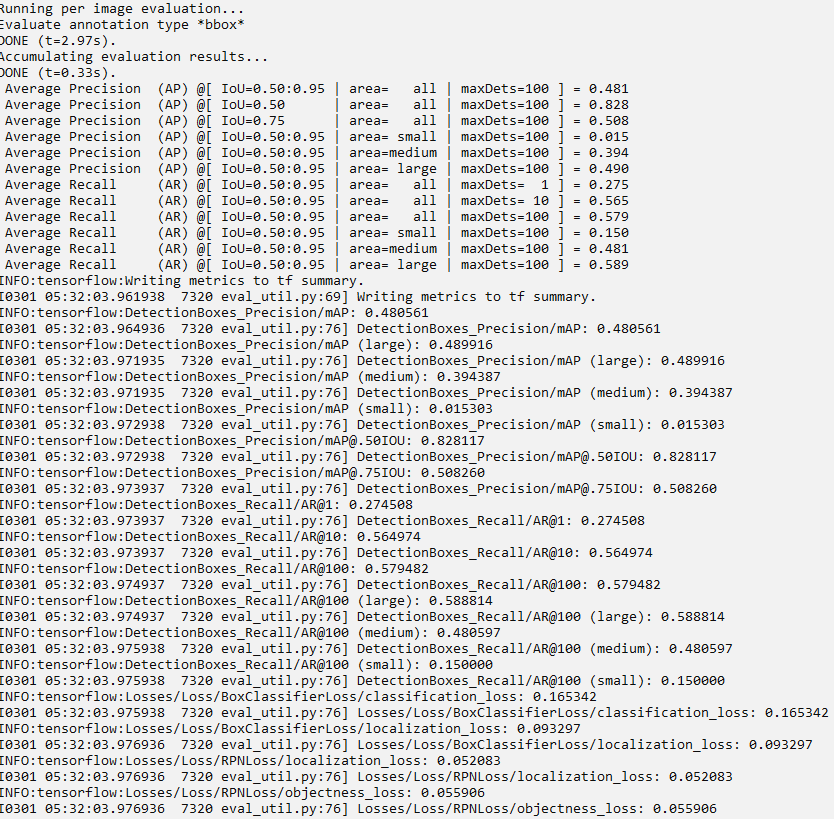 Running per image evaluation...
Evaluate annotation type *bbox*
DONE (t=2.97s).
Accumulating evaluation results...
DONE (t=0.33s).
 Average Precision  (AP) @[ IoU=0.50:0.95 | area=   all | maxDets=100 ] = 0.481
 Average Precision  (AP) @[ IoU=0.50      | area=   all | maxDets=100 ] = 0.828
 Average Precision  (AP) @[ IoU=0.75      | area=   all | maxDets=100 ] = 0.508
 Average Precision  (AP) @[ IoU=0.50:0.95 | area= small | maxDets=100 ] = 0.015
 Average Precision  (AP) @[ IoU=0.50:0.95 | area=medium | maxDets=100 ] = 0.394
 Average Precision  (AP) @[ IoU=0.50:0.95 | area= large | maxDets=100 ] = 0.490
 Average Recall     (AR) @[ IoU=0.50:0.95 | area=   all | maxDets=  1 ] = 0.275
 Average Recall     (AR) @[ IoU=0.50:0.95 | area=   all | maxDets= 10 ] = 0.565
 Average Recall     (AR) @[ IoU=0.50:0.95 | area=   all | maxDets=100 ] = 0.579
 Average Recall     (AR) @[ IoU=0.50:0.95 | area= small | maxDets=100 ] = 0.150
 Average Recall     (AR) @[ IoU=0.50:0.95 | area=medium | maxDets=100 ] = 0.481
 Average Recall     (AR) @[ IoU=0.50:0.95 | area= large | maxDets=100 ] = 0.589
INFO:tensorflow:Writing metrics to tf summary.
I0301 05:32:03.961938  7320 eval_util.py:69] Writing metrics to tf summary.
INFO:tensorflow:DetectionBoxes_Precision/mAP: 0.480561
I0301 05:32:03.964936  7320 eval_util.py:76] DetectionBoxes_Precision/mAP: 0.480561
INFO:tensorflow:DetectionBoxes_Precision/mAP (large): 0.489916
I0301 05:32:03.971935  7320 eval_util.py:76] DetectionBoxes_Precision/mAP (large): 0.489916
INFO:tensorflow:DetectionBoxes_Precision/mAP (medium): 0.394387
I0301 05:32:03.971935  7320 eval_util.py:76] DetectionBoxes_Precision/mAP (medium): 0.394387
INFO:tensorflow:DetectionBoxes_Precision/mAP (small): 0.015303
I0301 05:32:03.972938  7320 eval_util.py:76] DetectionBoxes_Precision/mAP (small): 0.015303
INFO:tensorflow:DetectionBoxes_Precision/mAP@.50IOU: 0.828117
I0301 05:32:03.972938  7320 eval_util.py:76] DetectionBoxes_Precision/mAP@.50IOU: 0.828117
INFO:tensorflow:DetectionBoxes_Precision/mAP@.75IOU: 0.508260
I0301 05:32:03.973937  7320 eval_util.py:76] DetectionBoxes_Precision/mAP@.75IOU: 0.508260
INFO:tensorflow:DetectionBoxes_Recall/AR@1: 0.274508
I0301 05:32:03.973937  7320 eval_util.py:76] DetectionBoxes_Recall/AR@1: 0.274508
INFO:tensorflow:DetectionBoxes_Recall/AR@10: 0.564974
I0301 05:32:03.973937  7320 eval_util.py:76] DetectionBoxes_Recall/AR@10: 0.564974
INFO:tensorflow:DetectionBoxes_Recall/AR@100: 0.579482
I0301 05:32:03.974937  7320 eval_util.py:76] DetectionBoxes_Recall/AR@100: 0.579482
INFO:tensorflow:DetectionBoxes_Recall/AR@100 (large): 0.588814
I0301 05:32:03.974937  7320 eval_util.py:76] DetectionBoxes_Recall/AR@100 (large): 0.588814
INFO:tensorflow:DetectionBoxes_Recall/AR@100 (medium): 0.480597
I0301 05:32:03.975938  7320 eval_util.py:76] DetectionBoxes_Recall/AR@100 (medium): 0.480597
INFO:tensorflow:DetectionBoxes_Recall/AR@100 (small): 0.150000
I0301 05:32:03.975938  7320 eval_util.py:76] DetectionBoxes_Recall/AR@100 (small): 0.150000
INFO:tensorflow:Losses/Loss/BoxClassifierLoss/classification_loss: 0.165342
I0301 05:32:03.975938  7320 eval_util.py:76] Losses/Loss/BoxClassifierLoss/classification_loss: 0.165342
INFO:tensorflow:Losses/Loss/BoxClassifierLoss/localization_loss: 0.093297
I0301 05:32:03.976936  7320 eval_util.py:76] Losses/Loss/BoxClassifierLoss/localization_loss: 0.093297
INFO:tensorflow:Losses/Loss/RPNLoss/localization_loss: 0.052083
I0301 05:32:03.976936  7320 eval_util.py:76] Losses/Loss/RPNLoss/localization_loss: 0.052083
INFO:tensorflow:Losses/Loss/RPNLoss/objectness_loss: 0.055906
I0301 05:32:03.976936  7320 eval_util.py:76] Losses/Loss/RPNLoss/objectness_loss: 0.055906